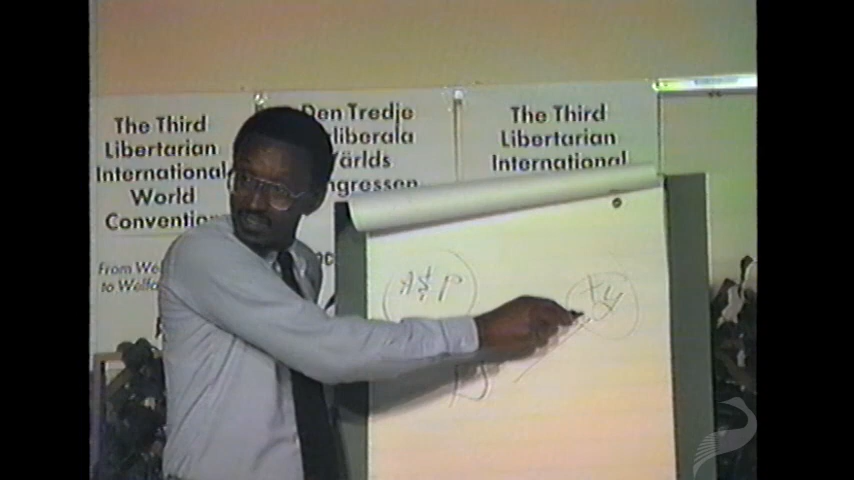 The Third
Libertarian
International
World
Convention
From We
to Welfa
Den Tredje
liberala
Världs
ngressen
The Third
Libertarian
International
A$P
xy